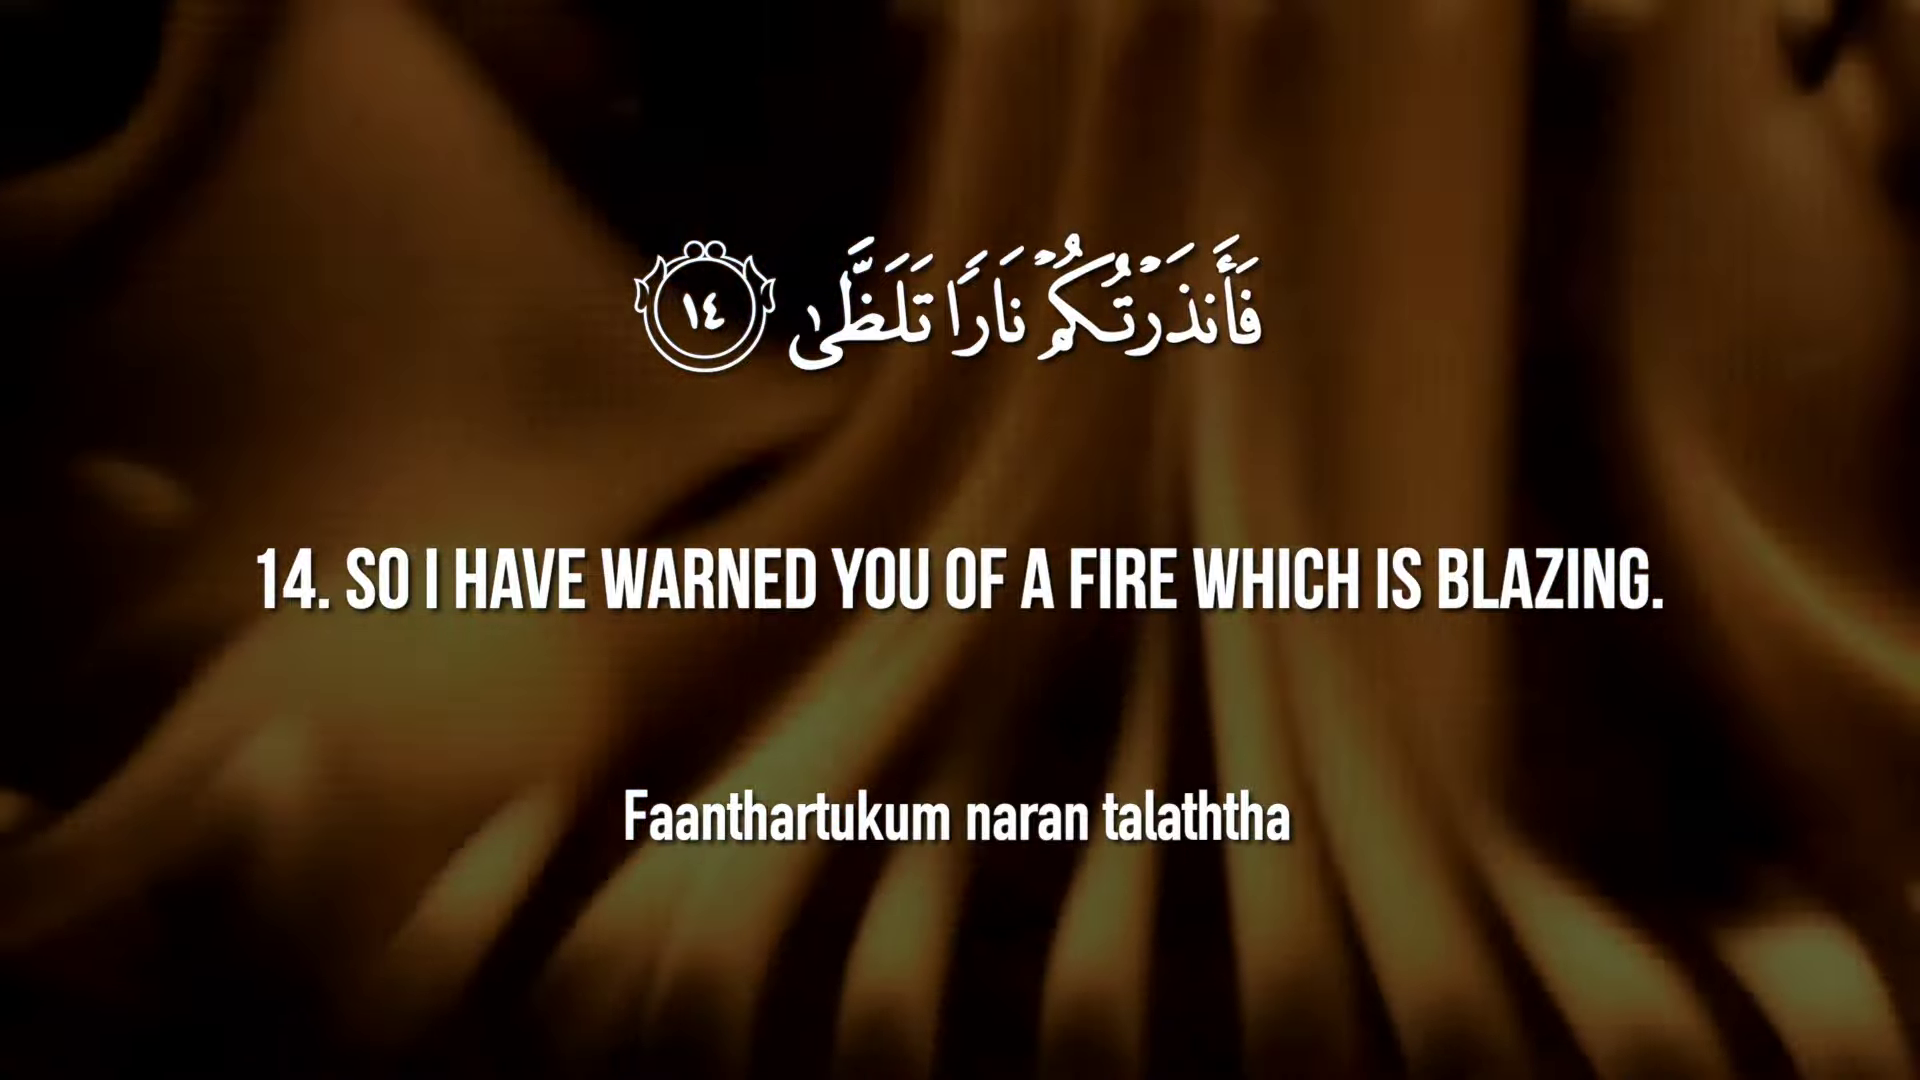 فَأَنذَرْتُكُمْ نَارًا تَلَظَّىٰ ١٤
14. SO I HAVE WARNED YOU OF A FIRE WHICH IS BLAZING.
Faanthartukum naran talaththa